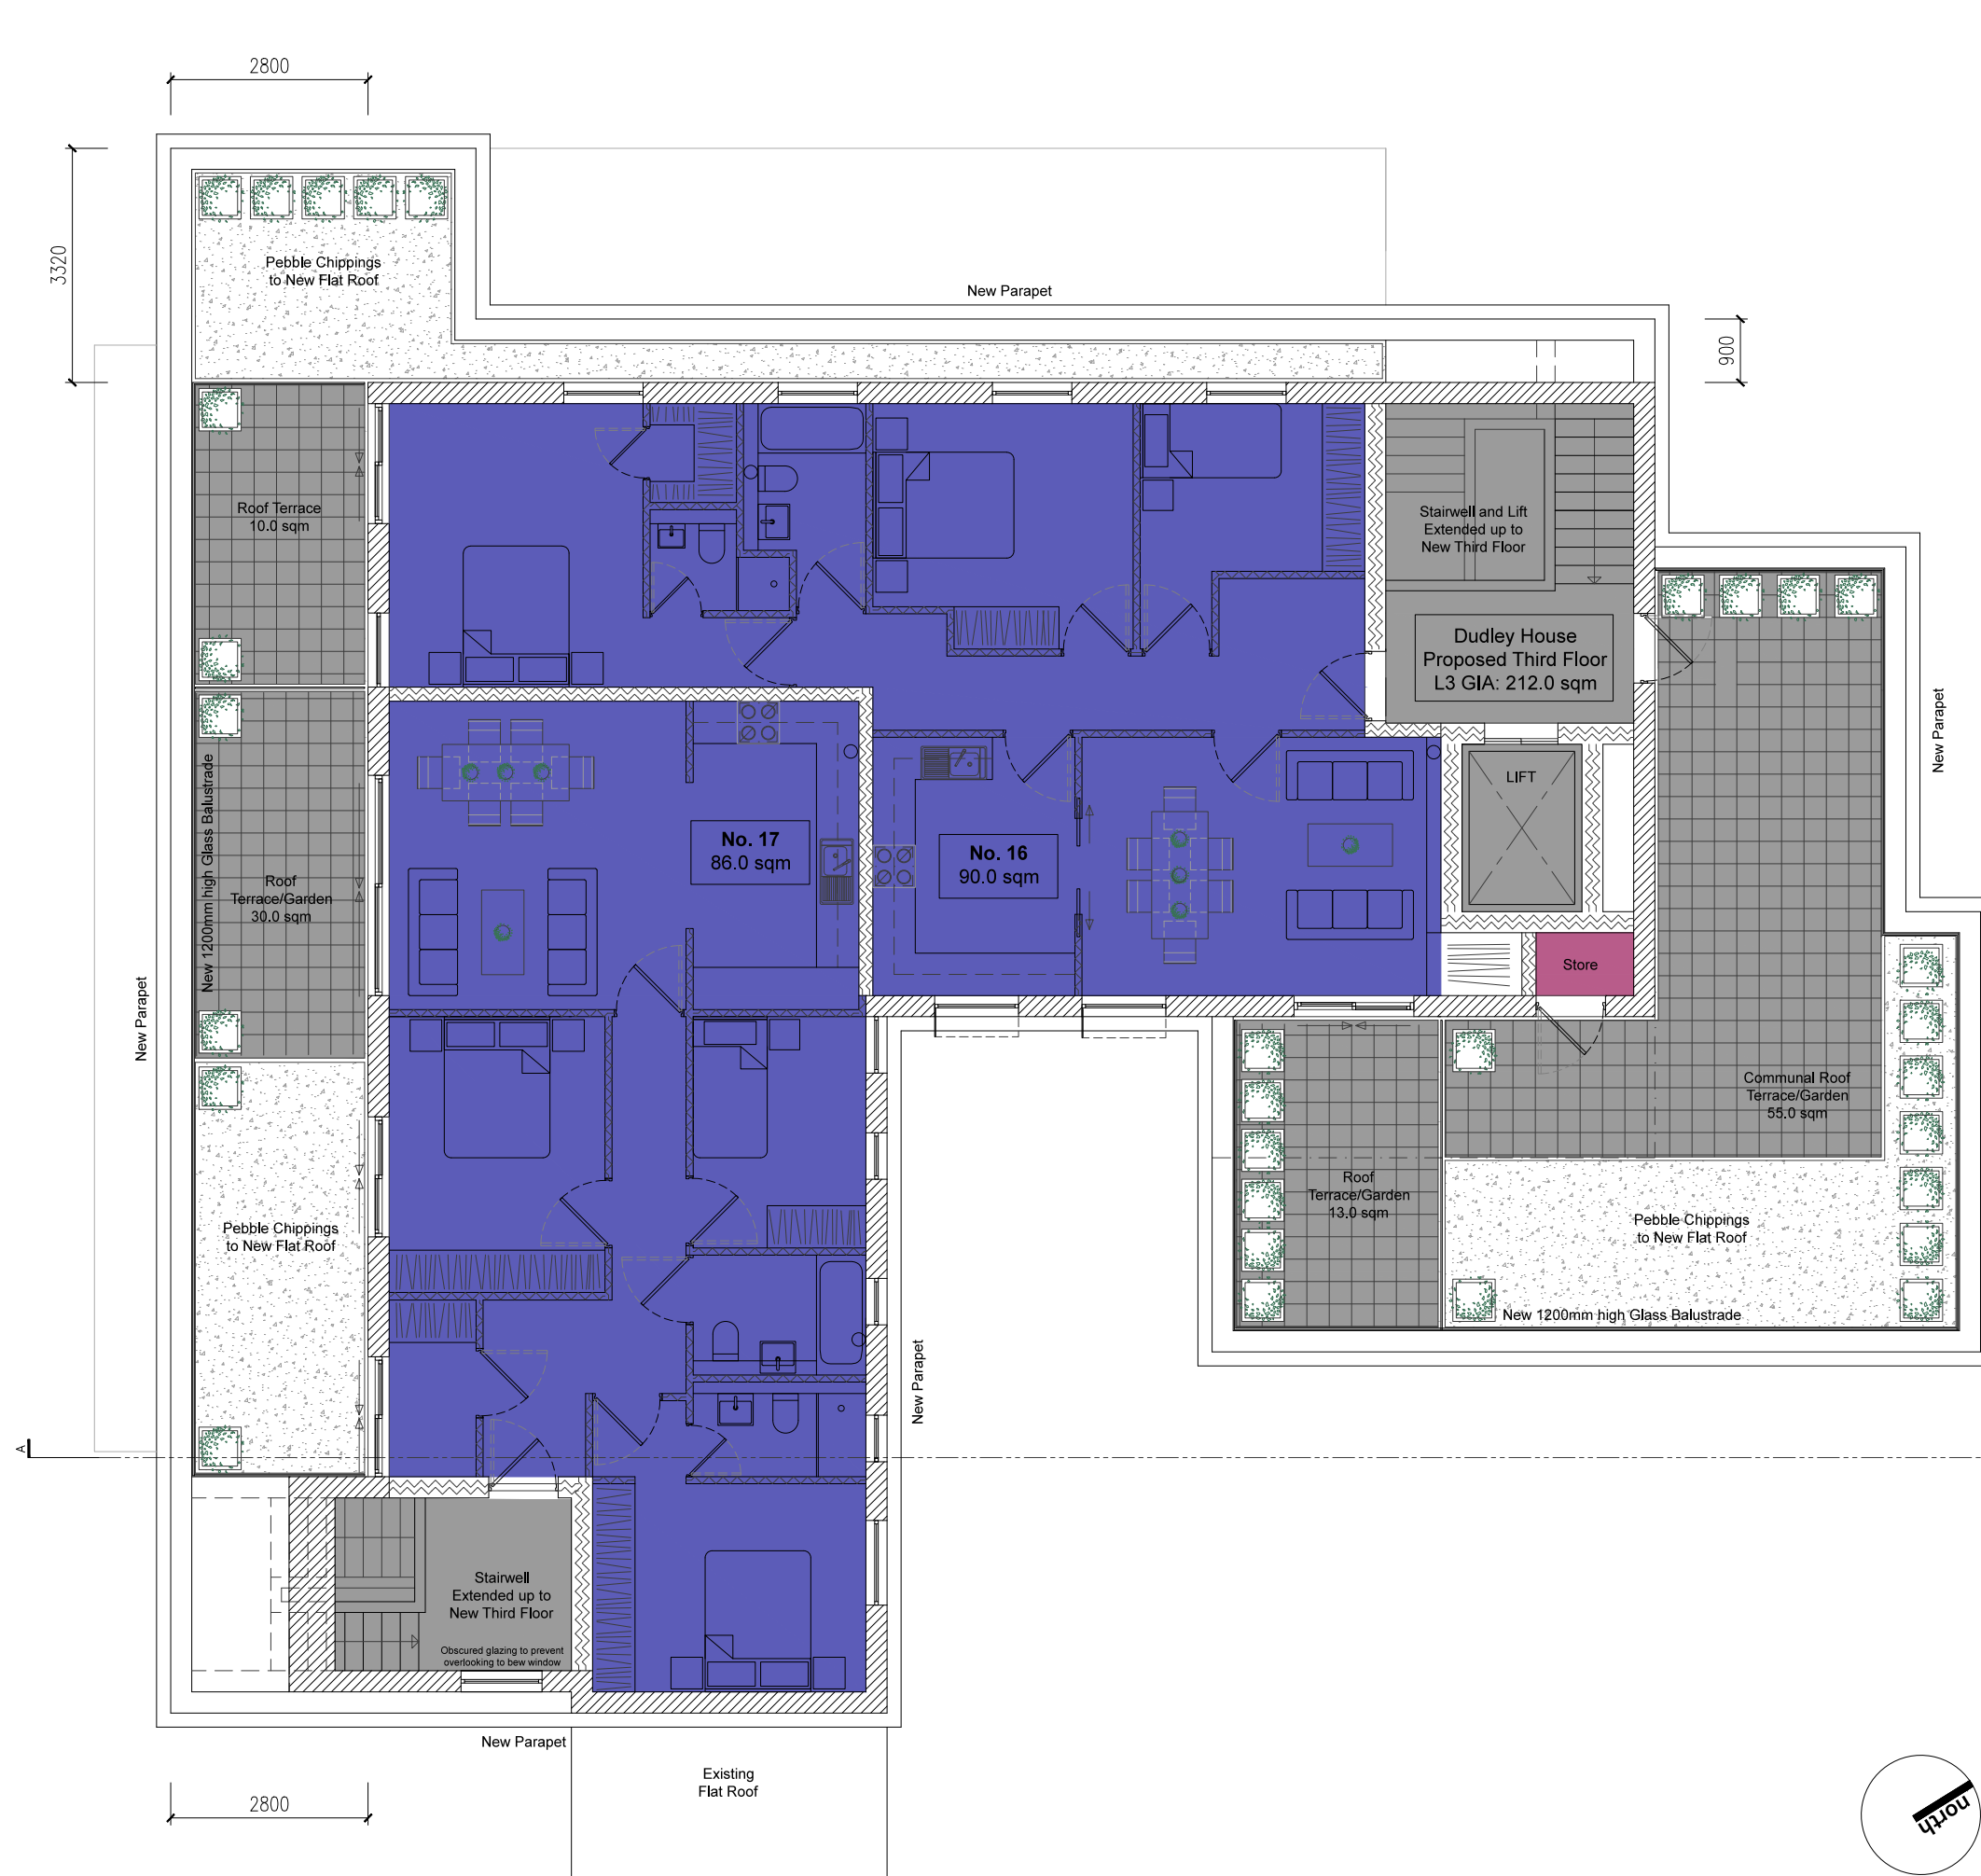 2800
3320
Pebble Chippings
to New Flat Roof
New Parapet
900
Roof Terrace
10.0 sqm
Stairwell and Lift
Extended up to
New Third Floor
Dudley House
Proposed Third Floor
L3 GIA: 212.0 sqm
New Parapet
New 1200mm high Glass Balustrade
LIFT
No. 17
86.0 sqm
No. 16
90.0 sqm
Roof
Terrace/Garden
30.0 sqm
Store
New Parapet
Communal Roof
Terrace/Garden
55.0 sqm
Roof
Terrace/Garden
13.0 sqm
Pebble Chippings
to New Flat Roof
Pebble Chippings
to New Flat Roof
New 1200mm high Glass Balustrade
New Parapet
A
Stairwell
Extended up to
New Third Floor
Obscured glazing to prevent
overlooking to bew window
New Parapet
Existing
Flat Roof
2800
north